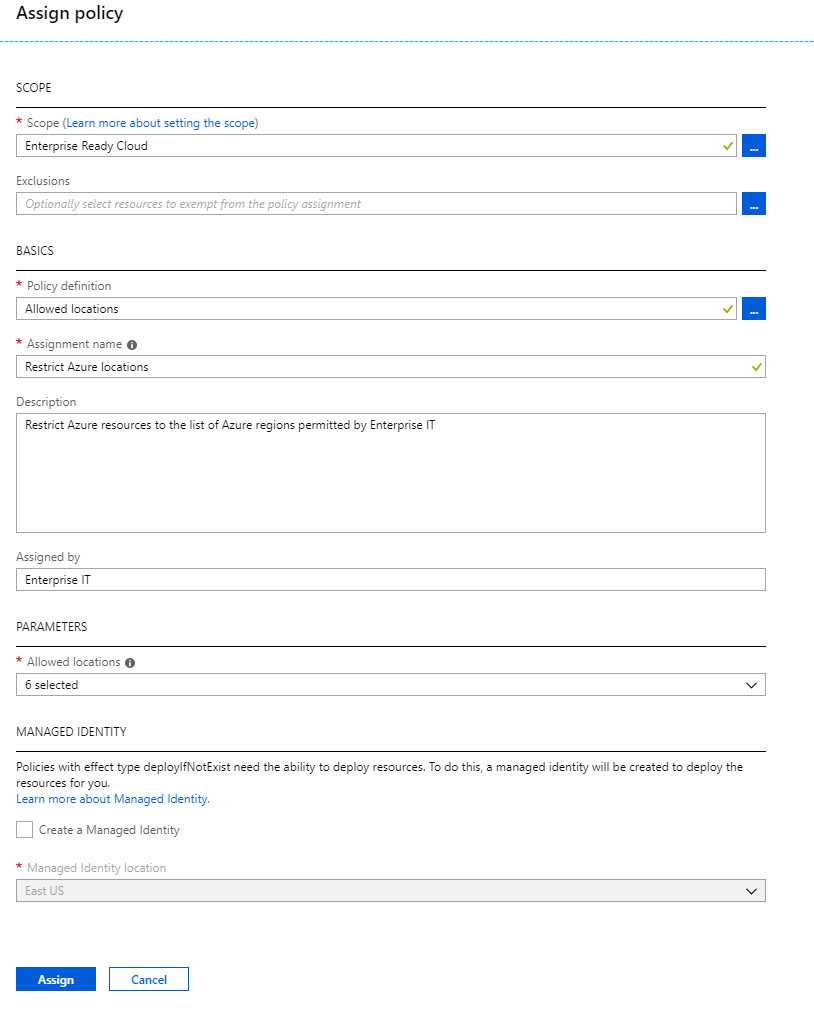 Assign policy
SCOPE
* Scope (Learn more about setting the scope)
Enterprise Ready Cloud
...
Exclusions
Optionally select resources to exempt from the policy assignment
...
BASICS
* Policy definition
Allowed locations
...
* Assignment name
Restrict Azure locations
Description
Restrict Azure resources to the list of Azure regions permitted by Enterprise IT
Assigned by
Enterprise IT
PARAMETERS
* Allowed locations
6 selected
MANAGED IDENTITY
Policies with effect type deployIfNotExist need the ability to deploy resources. To do this, a managed identity will be created to deploy the
resources for you.
Learn more about Managed Identity.
Create a Managed Identity
* Managed Identity location
East US
Assign Cancel